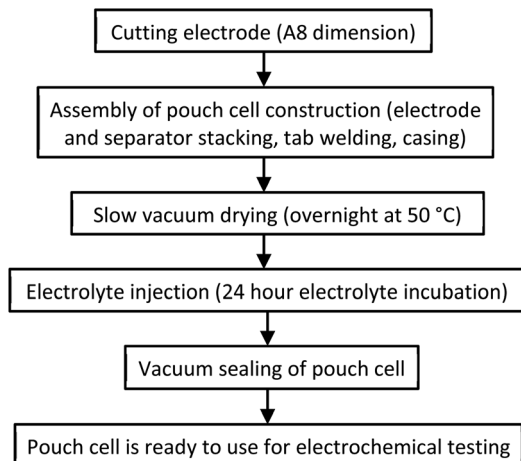 Cutting electrode (A8 dimension)
Assembly of pouch cell construction (electrode
and separator stacking, tab welding, casing)
Slow vacuum drying (overnight at 50 °C)
Electrolyte injection (24 hour electrolyte incubation)
Vacuum sealing of pouch cell
Pouch cell is ready to use for electrochemical testing